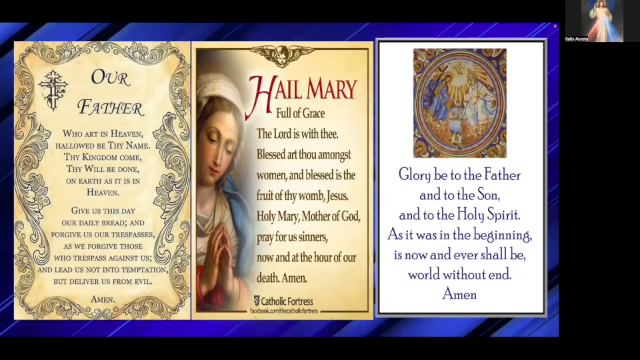 OUR
FATHER
WHO ART IN HEAVEN,
HALLOWED BE THY NAME.
THY KINGDOM COME,
THY WILL BE DONE,
ON EARTH AS IT IS IN
HEAVEN.
GIVE US THIS DAY
OUR DAILY BREAD; AND
FORGIVE US OUR TRESPASSES,
AS WE FORGIVE THOSE
WHO TRESPASS AGAINST US;
AND LEAD US NOT INTO TEMPTATION,
BUT DELIVER US FROM EVIL.
AMEN.
HAIL MARY
Full of Grace
The Lord is with thee.
Blessed art thou amongst
women, and blessed is the
fruit of thy womb, Jesus.
Holy Mary, Mother of God,
pray for us sinners,
now and at the hour of our
death. Amen.
Catholic Fortress
facebook.com/thecatholicfortress
Glory be to the Father
and to the Son,
and to the Holy Spirit.
As it was in the beginning,
is now and ever shall be,
world without end.
Amen
Sally Acosta